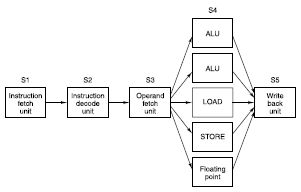 S4
ALU
ALU
S1
S2
S3
S5
Instruction
fetch
unit
Instruction
decode
unit
Operand
fetch
unit
LOAD
Write
back
unit
STORE
Floating
point